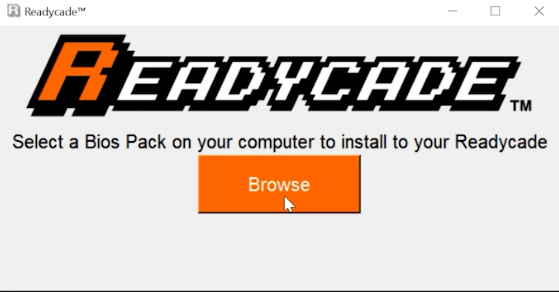 Readycade™
READYCADE™
Select a Bios Pack on your computer to install to your Readycade
Browse